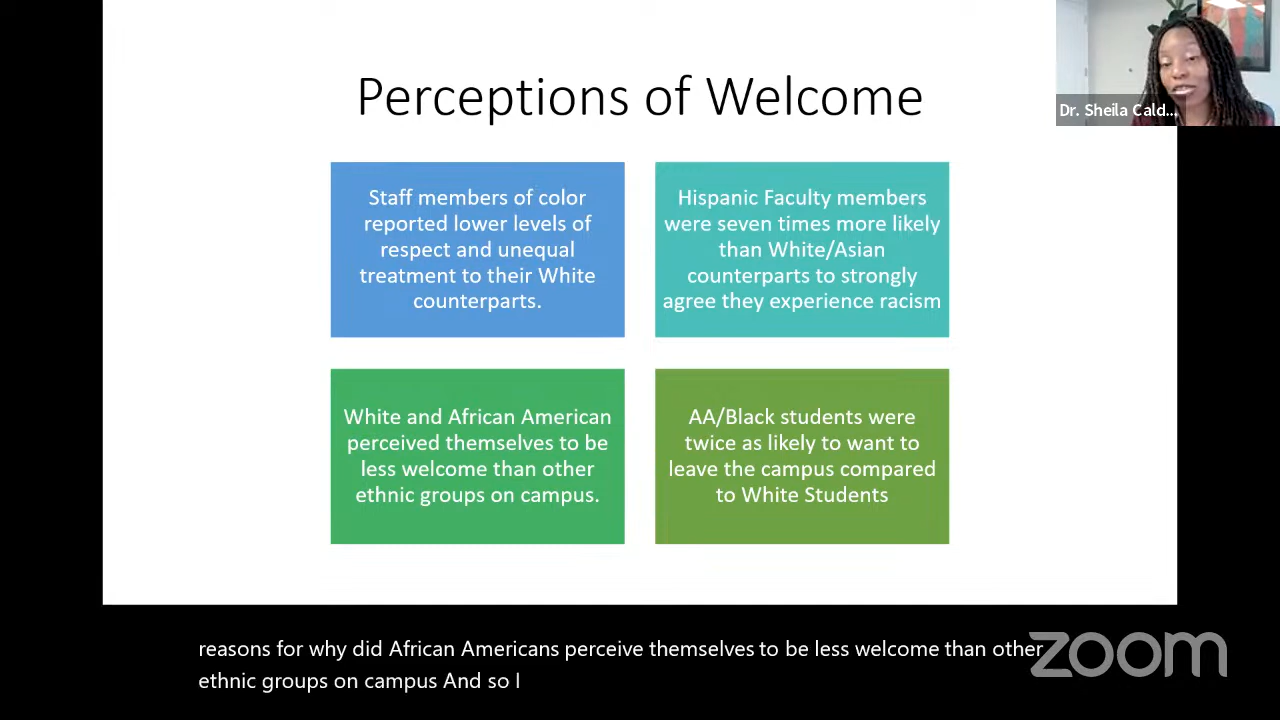 Perceptions of Welcome
Dr. Sheila Cald...
Staff members of color
reported lower levels of
respect and unequal
treatment to their White
counterparts.
Hispanic Faculty members
were seven times more likely
than White/Asian
counterparts to strongly
agree they experience racism
White and African American
perceived themselves to be
less welcome than other
ethnic groups on campus.
AA/Black students were
twice as likely to want to
leave the campus compared
to White Students
reasons for why did African Americans perceive themselves to be less welcome than other
ethnic groups on campus And so I
zoom